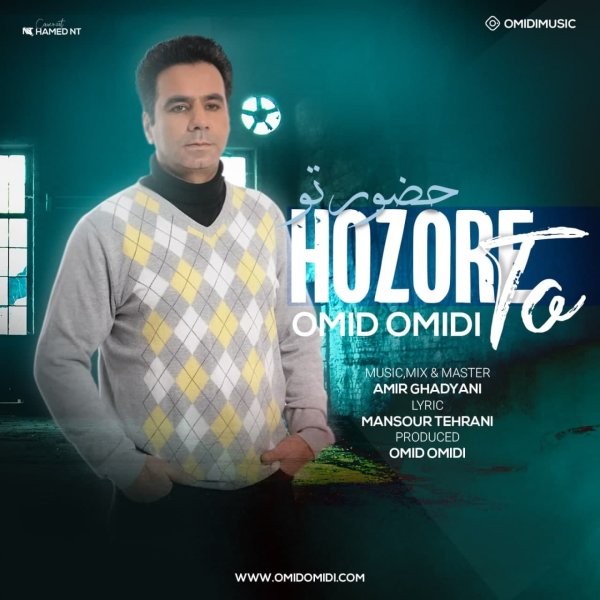 Cover art
HAMED NT
OMIDIMUSIC
حضور تو
HOZORE To
OMID OMIDI
MUSIC,MIX & MASTER
AMIR GHADYANI
LYRIC
MANSOUR TEHRANI
PRODUCED
OMID OMIDI
WWW.OMIDOMIDI.COM